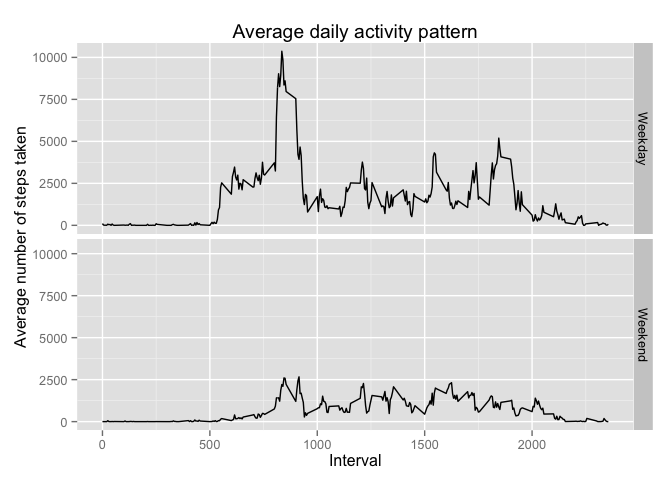 Average daily activity pattern
Average number of steps taken
10000
7500
5000
2500
0
Weekday
10000
7500
5000
2500
0
Weekend
0 500 1000 1500 2000
Interval